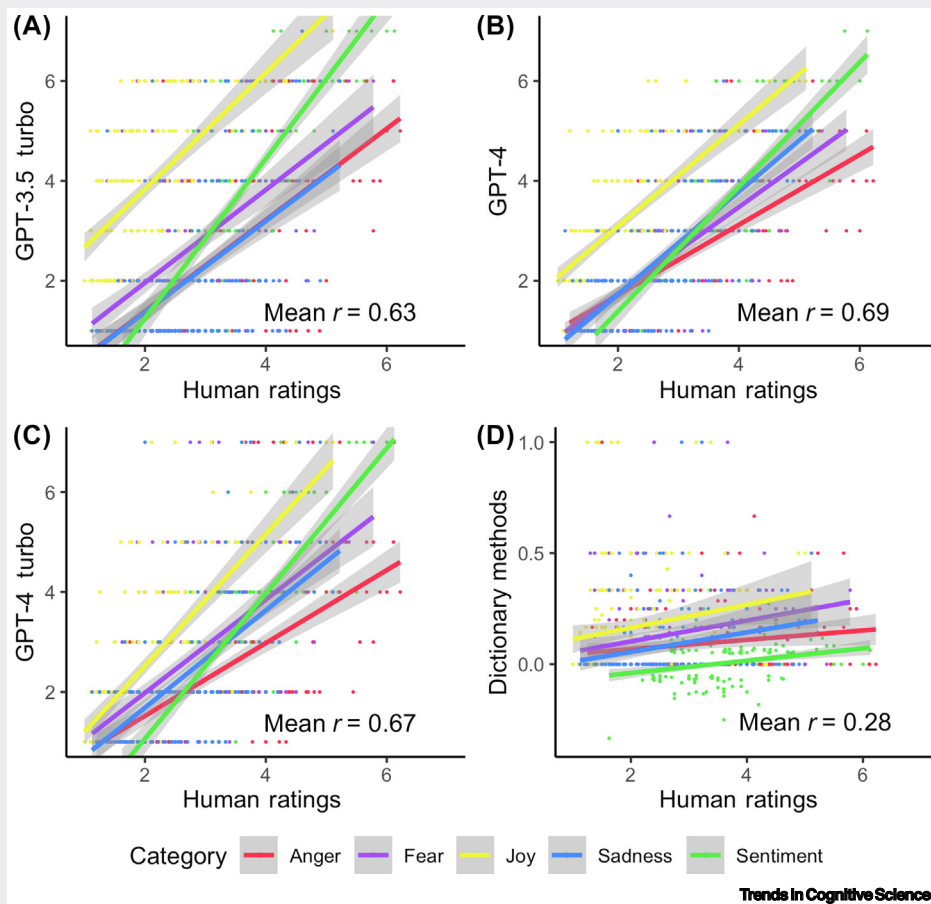 (A)
GPT-3.5 turbo
6
4
2
Mean r = 0.63
2 4 6
Human ratings
(B)
GPT-4
6
4
2
Mean r = 0.69
2 4 6
Human ratings
(C)
GPT-4 turbo
6
4
2
Mean r = 0.67
2 4 6
Human ratings
(D)
Dictionary methods
1.0
0.5
0.0
Mean r = 0.28
2 4 6
Human ratings
Category Anger Fear Joy Sadness Sentiment
Trends in Cognitive Sciences